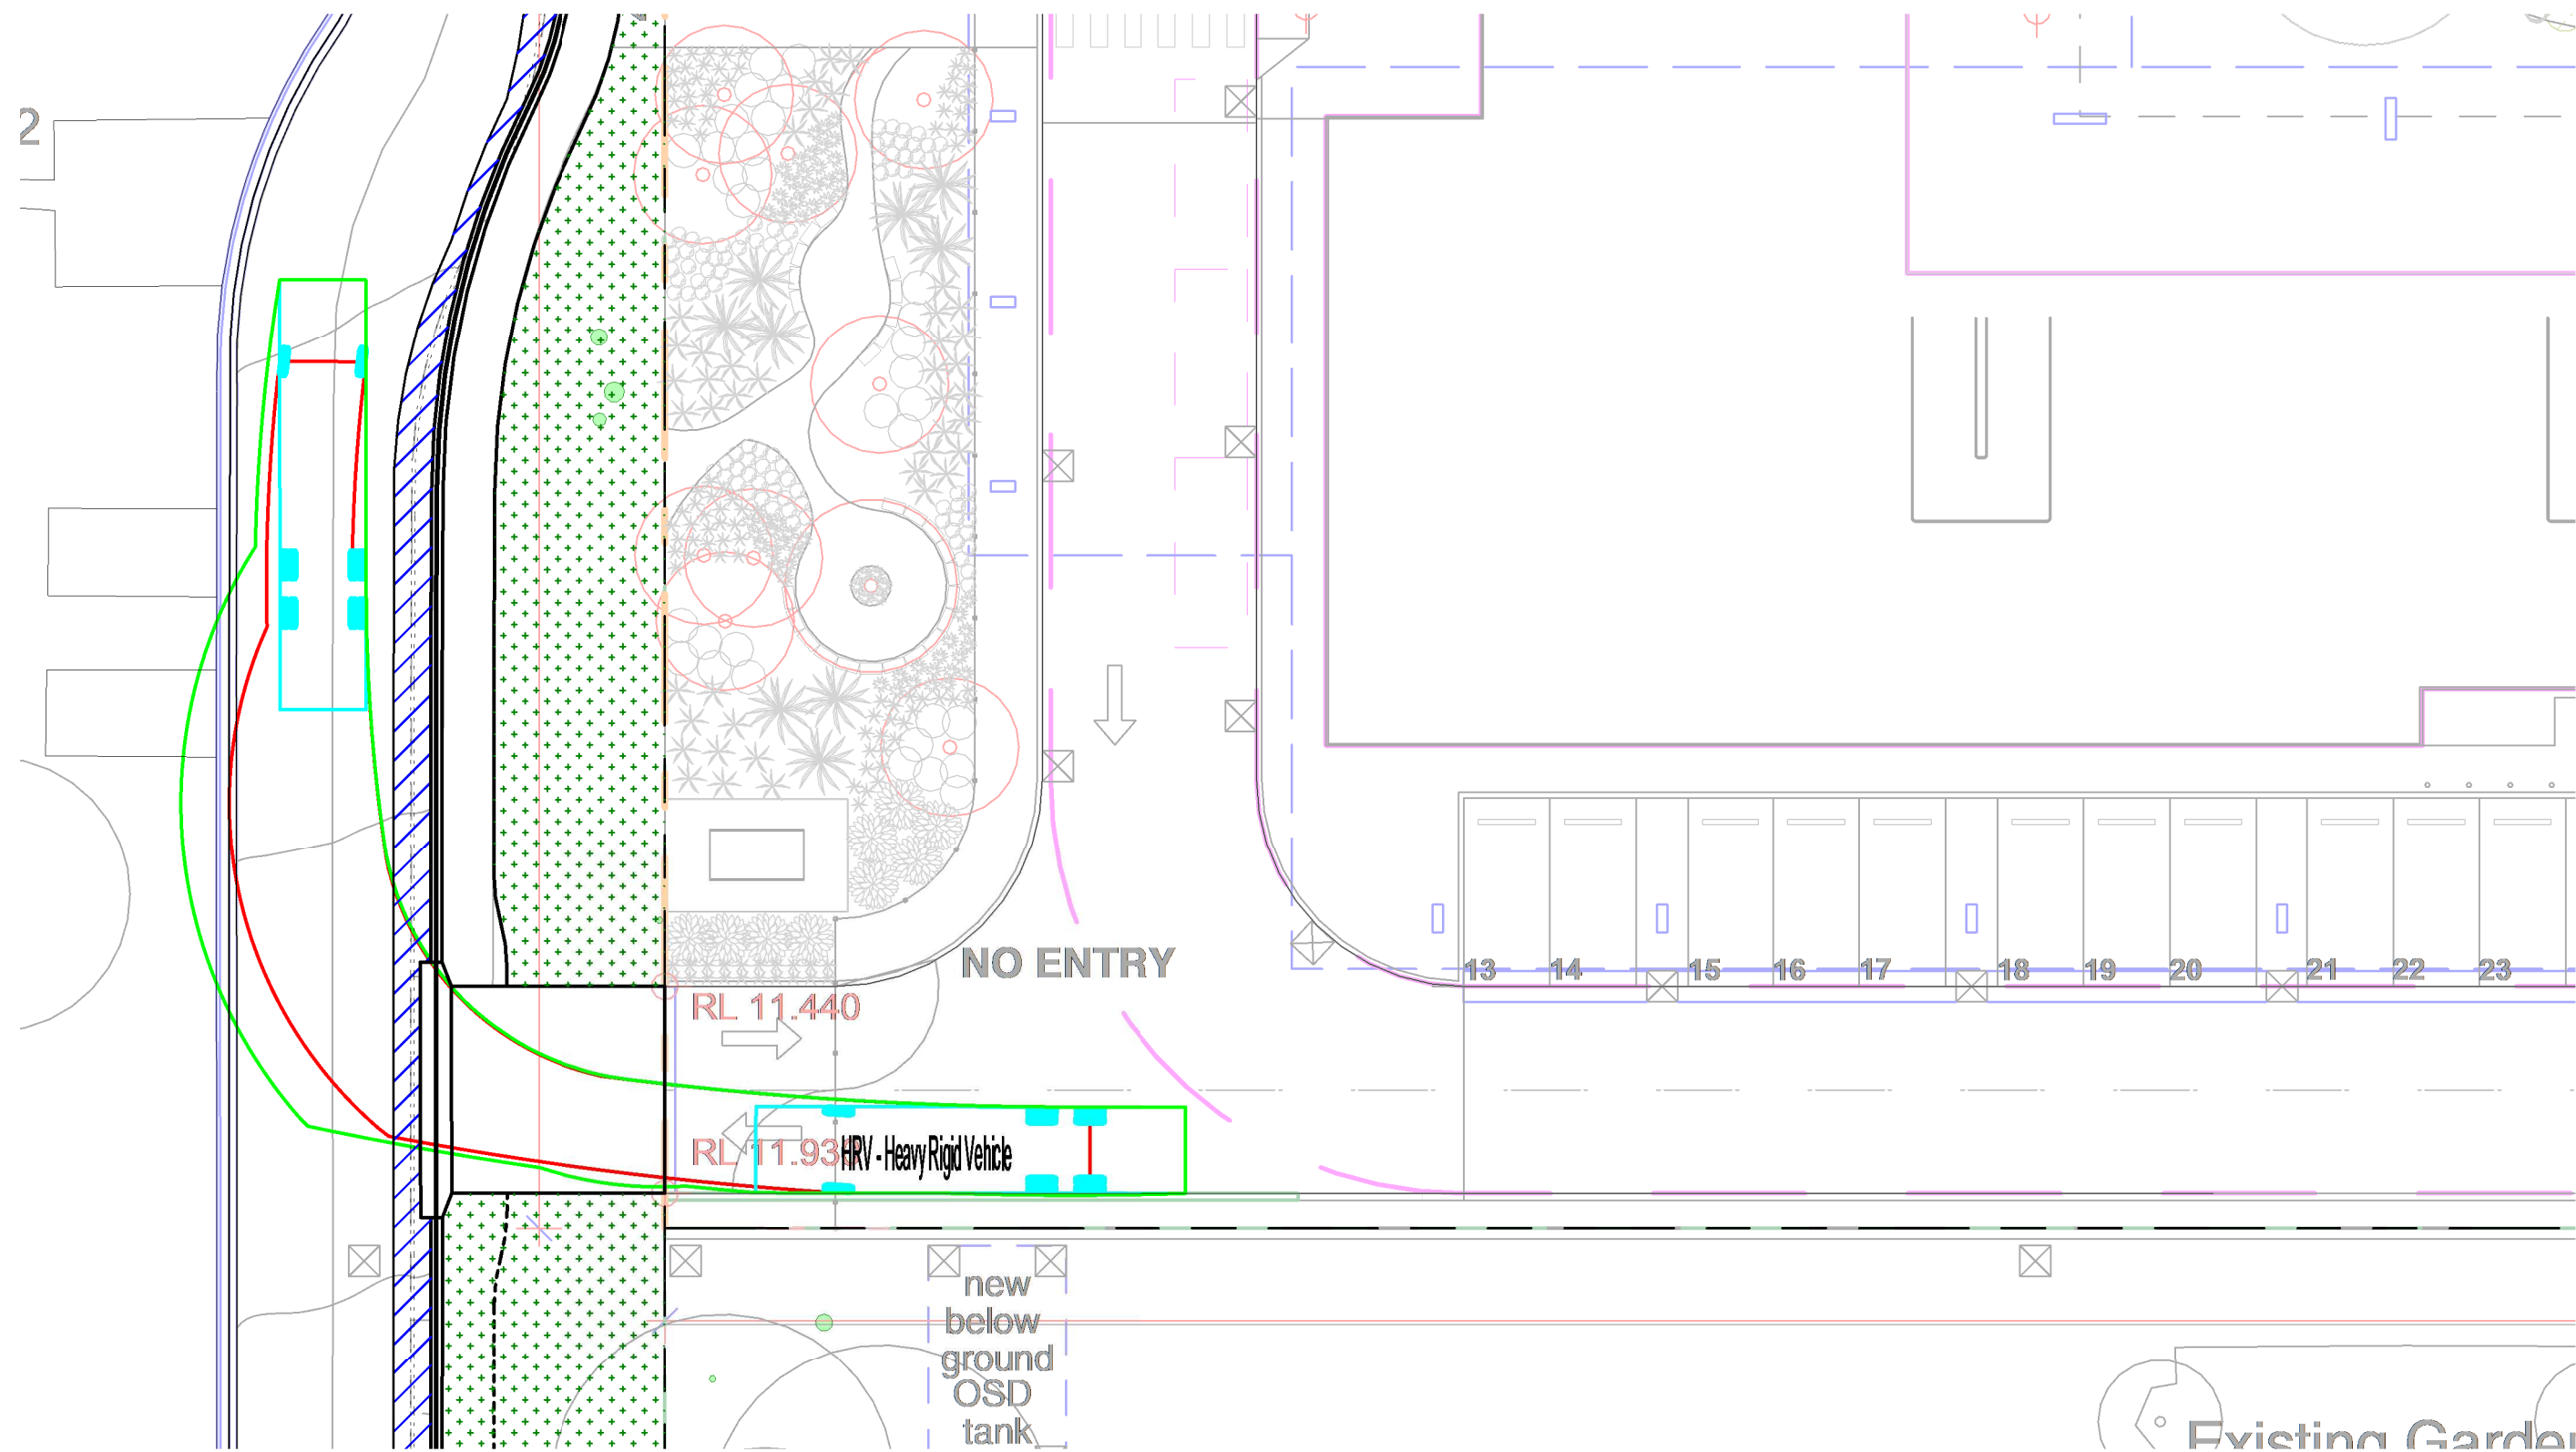 2
NO ENTRY
13 14 15 16 17 18 19 20 21 22 23
RL 11.440
RL 11.930
HRV - Heavy Rigid Vehicle
new
below
ground
OSD
tank
Existing Garde